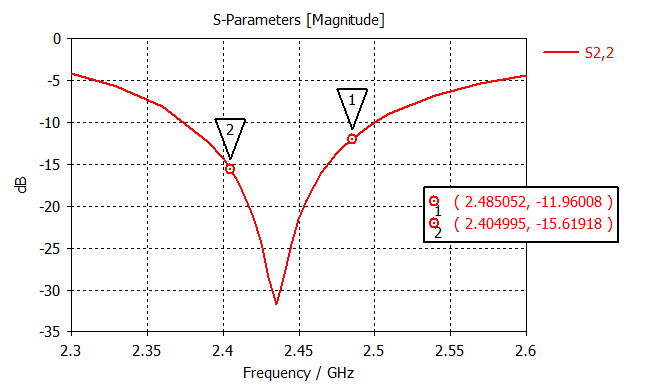 S-Parameters [Magnitude]
S2,2
0
-5
-10
-15
-20
-25
-30
-35
dB
1
2
1 ( 2.485052, -11.96008 )
2 ( 2.404995, -15.61918 )
2.3 2.35 2.4 2.45 2.5 2.55 2.6
Frequency / GHz